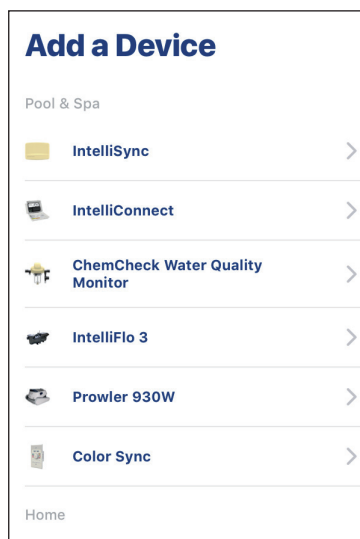 Add a Device
Pool & Spa
IntelliSync
IntelliConnect
ChemCheck Water Quality
Monitor
IntelliFlo 3
Prowler 930W
Color Sync
Home